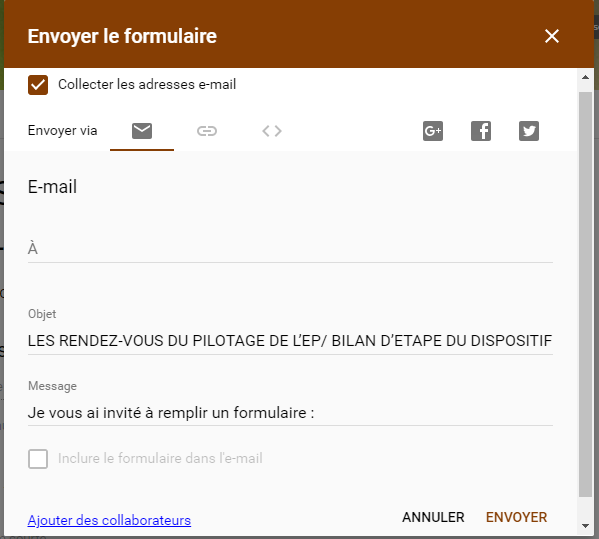 Envoyer le formulaire
Collecter les adresses e-mail
Envoyer via
G+
E-mail
À
Objet
LES RENDEZ-VOUS DU PILOTAGE DE L’EP/ BILAN D’ETAPE DU DISPOSITIF
Message
Je vous ai invité à remplir un formulaire :
Inclure le formulaire dans l'e-mail
Ajouter des collaborateurs
ANNULER
ENVOYER